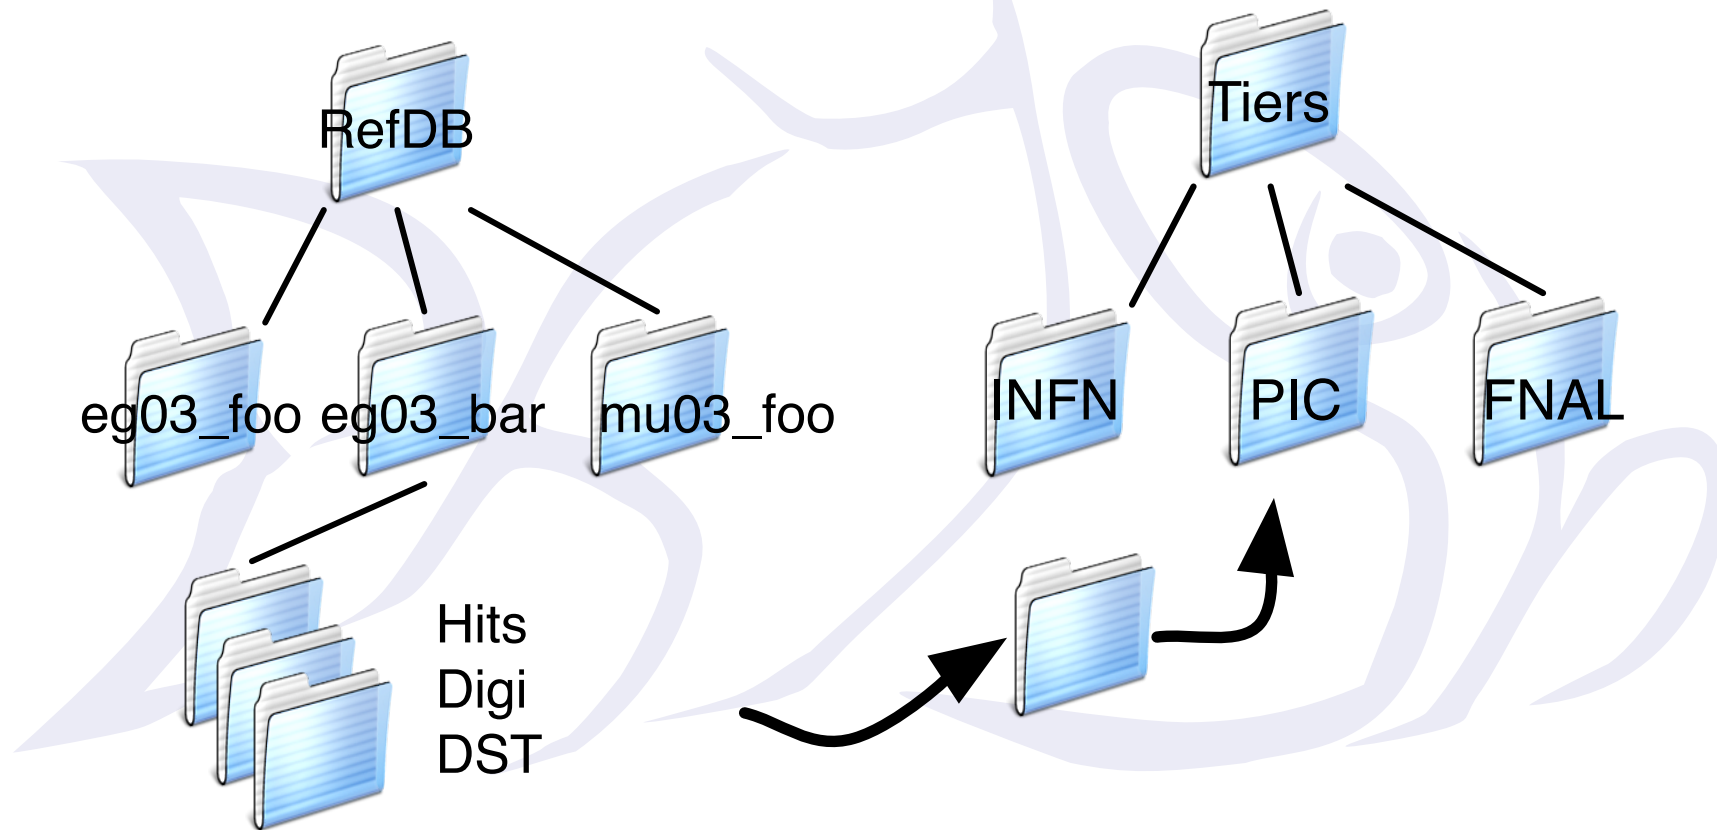 RefDB
Tiers
eg03_foo eg03_bar mu03_foo
INFN PIC FNAL
Hits
Digi
DST